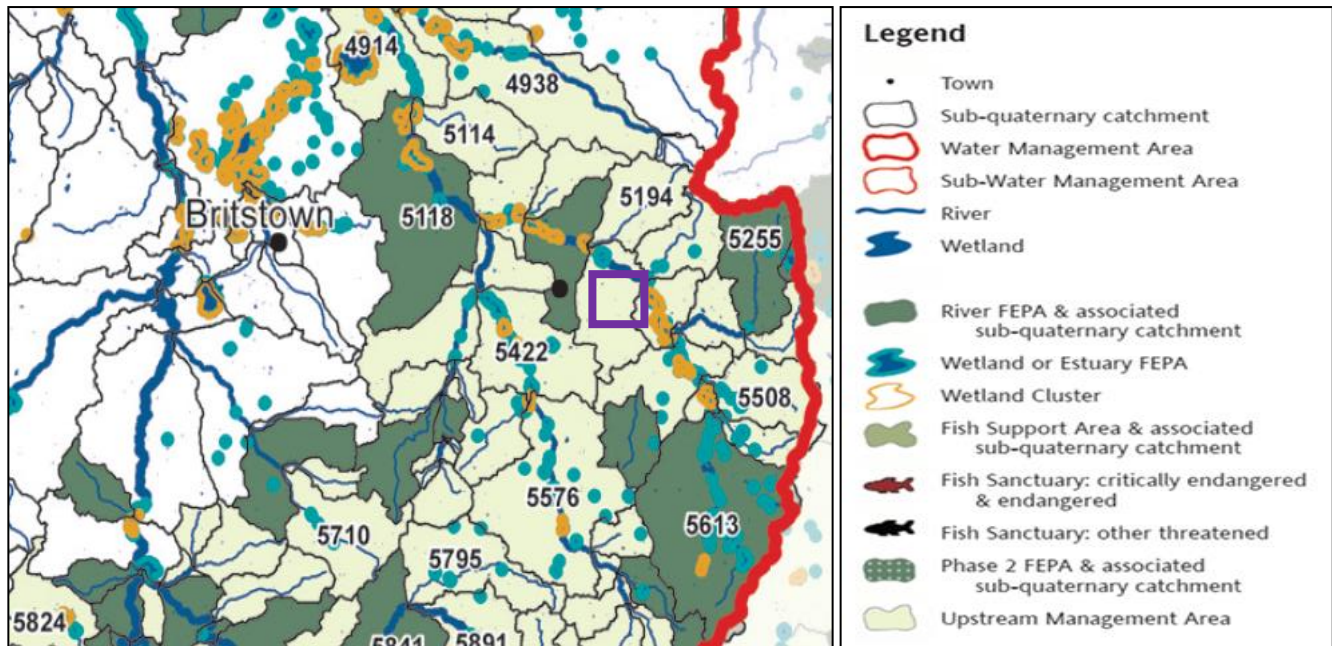 4914
4938
5114
5194
5118
5255
Britstown
5422
5508
5576
5613
5710
5795
5824
5841
5891
Legend
Town
Sub-quaternary catchment
Water Management Area
Sub-Water Management Area
River
Wetland
River FEPA & associated
sub-quaternary catchment
Wetland or Estuary FEPA
Wetland Cluster
Fish Support Area & associated
sub-quaternary catchment
Fish Sanctuary: critically endangered
& endangered
Fish Sanctuary: other threatened
Phase 2 FEPA & associated
sub-quaternary catchment
Upstream Management Area